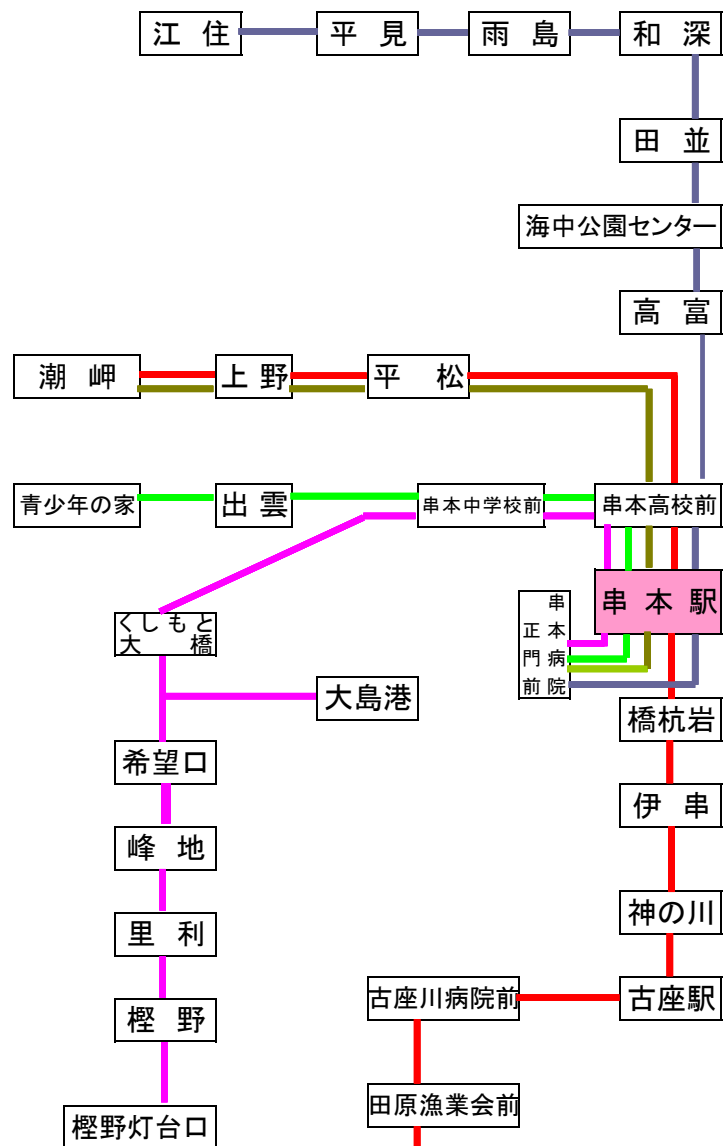 江住
平見
雨島
和深
田並
海中公園センター
高富
潮岬
上野
平松
青少年の家
出雲
串本中学校前
串本高校前
串本駅
串本病院
正門前
くしもと
大橋
大島港
橋杭岩
希望口
伊串
峰地
神の川
里利
古座川病院前
古座駅
樫野
田原漁業会前
樫野灯台口